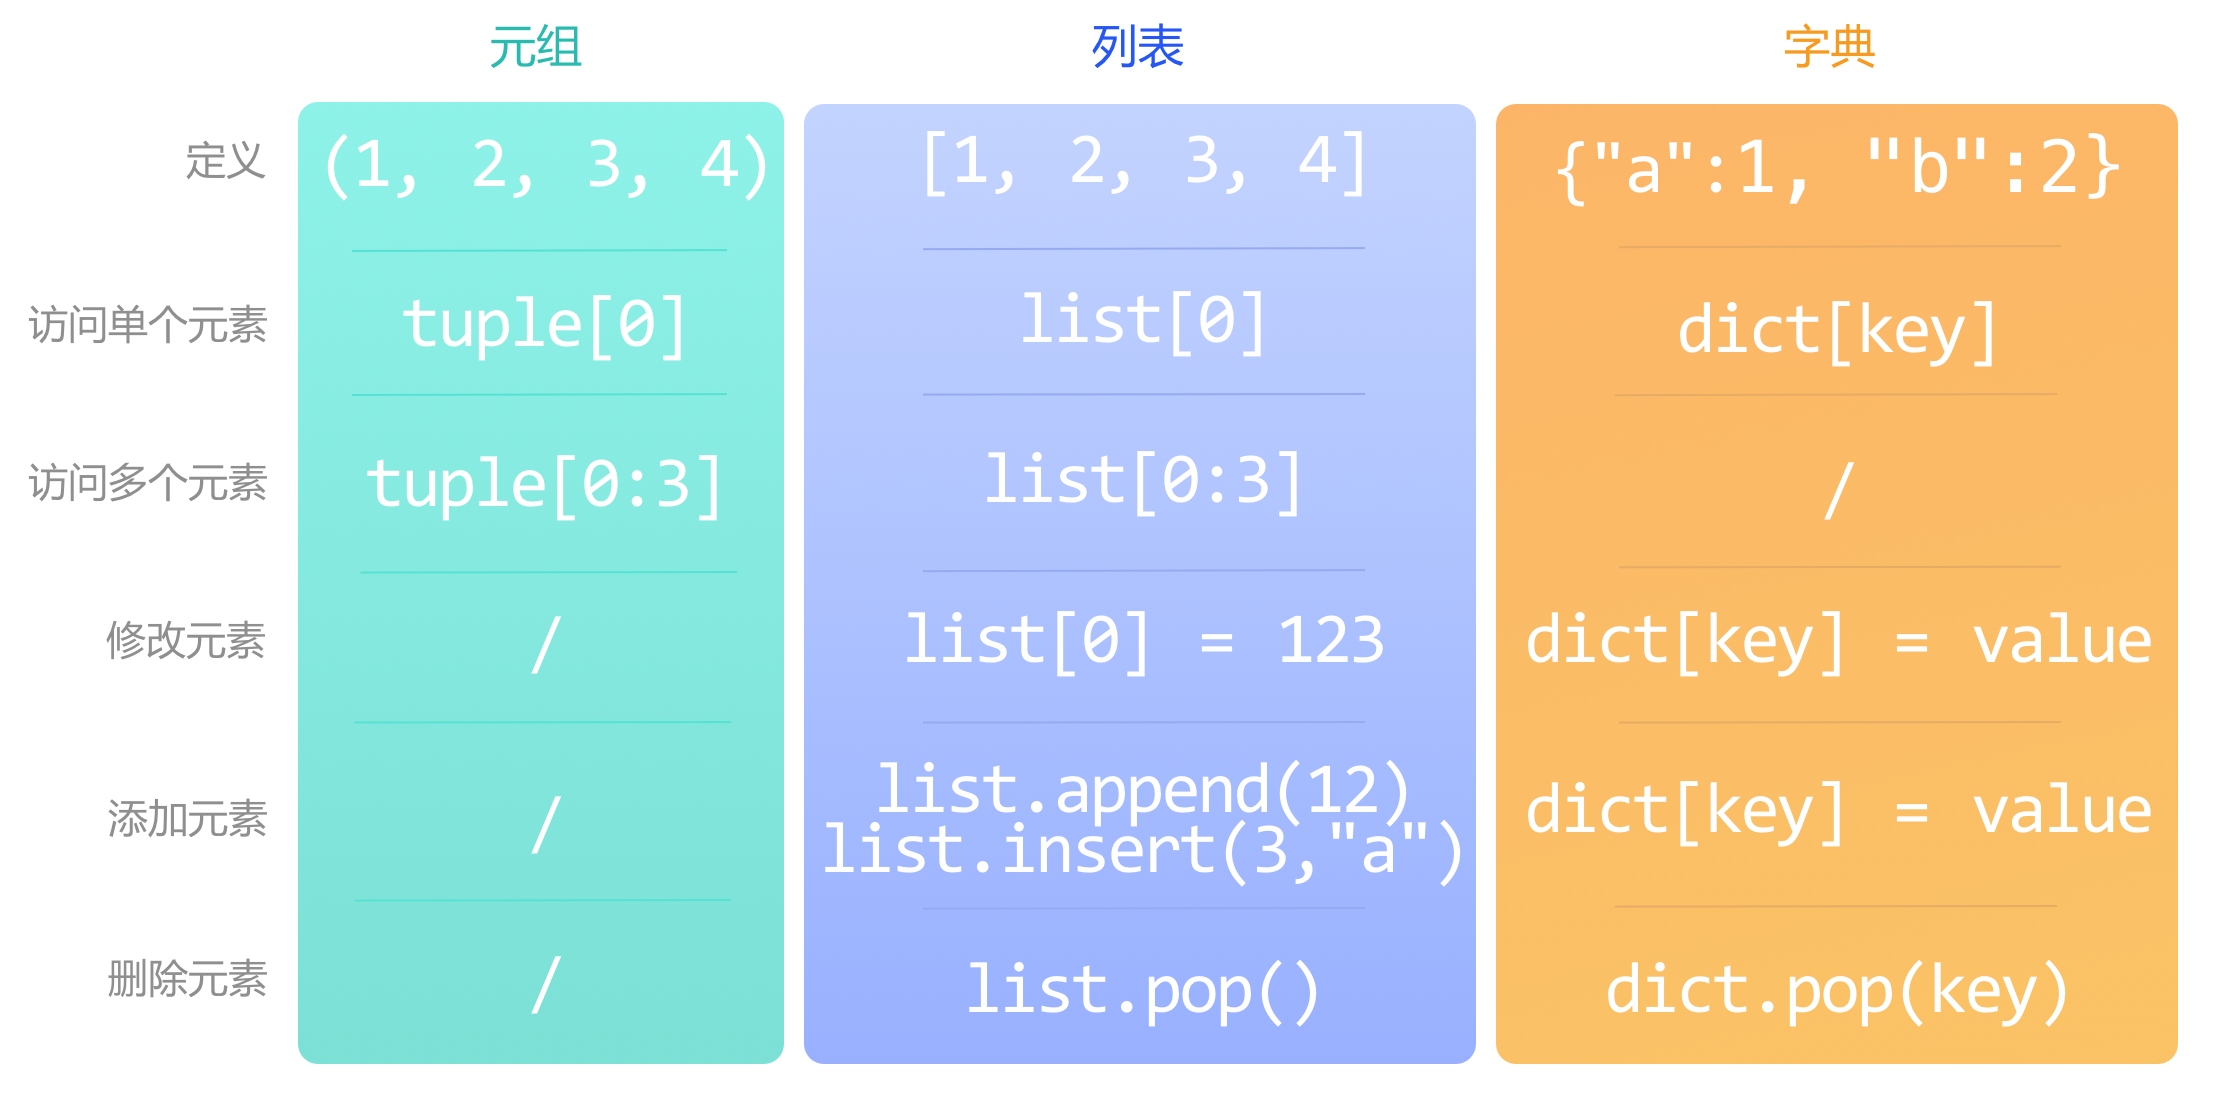 元组 列表 字典
定义 (1, 2, 3, 4) [1, 2, 3, 4] {"a":1, "b":2}
访问单个元素 tuple[0] list[0] dict[key]
访问多个元素 tuple[0:3] list[0:3] /
修改元素 / list[0] = 123 dict[key] = value
添加元素 / list.append(12) dict[key] = value
list.insert(3,"a")
删除元素 / list.pop() dict.pop(key)